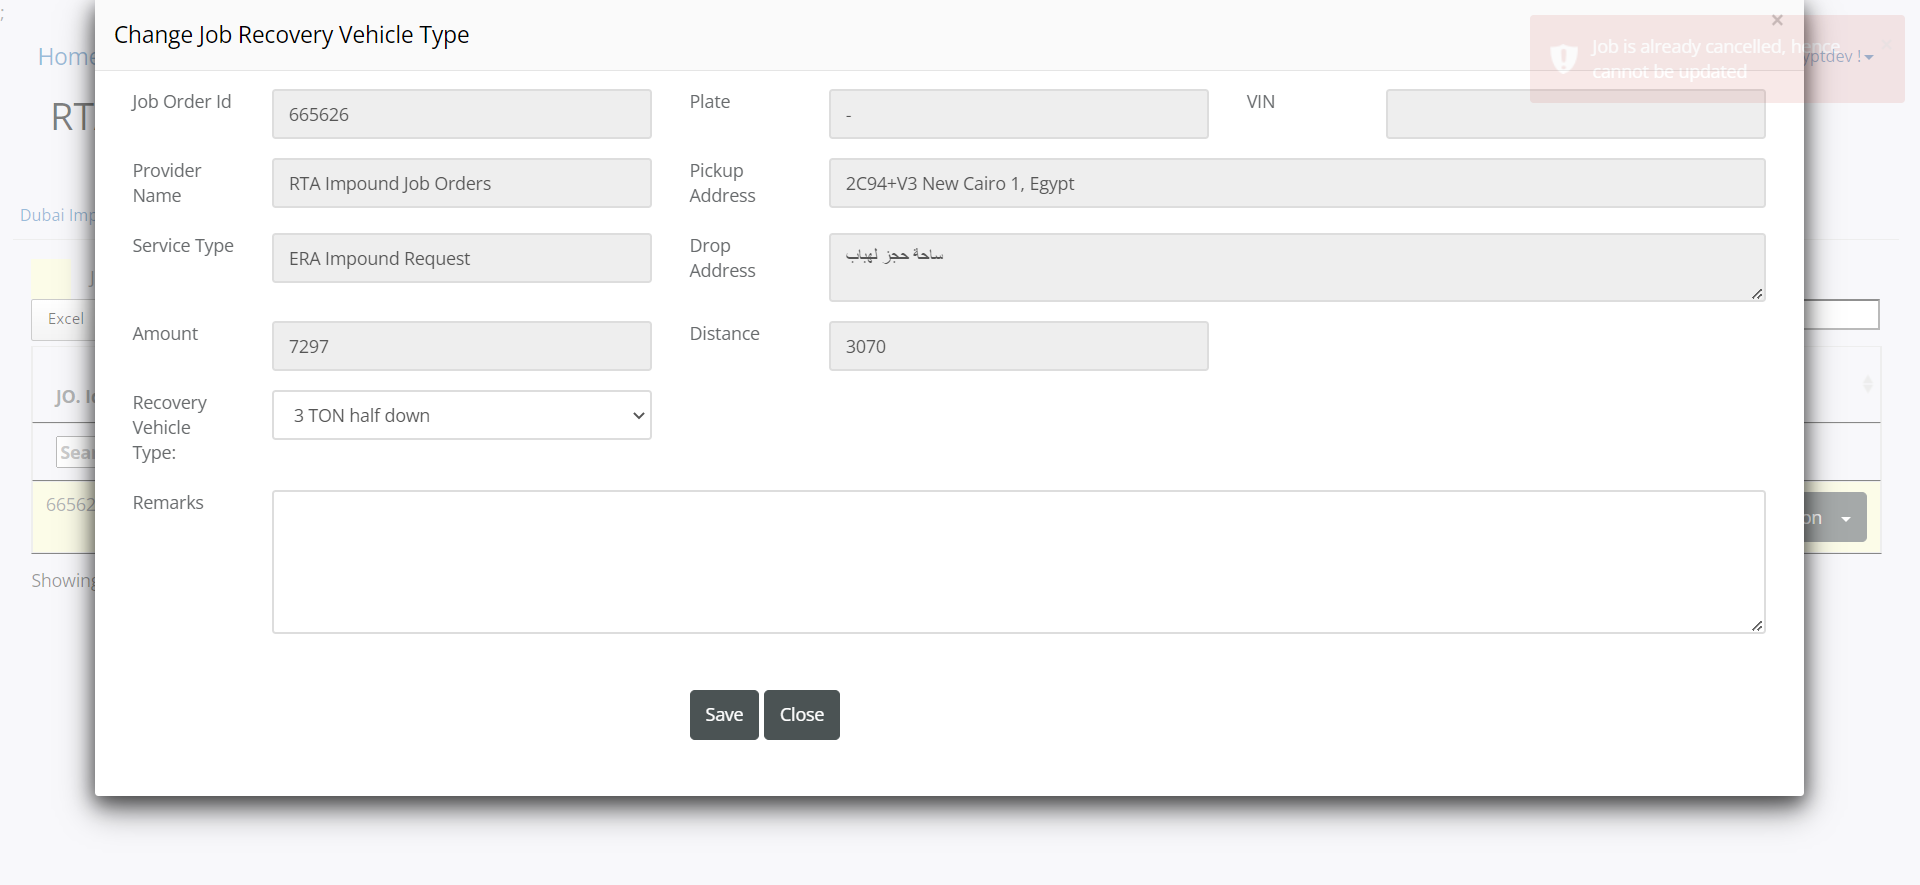 ;
Change Job Recovery Vehicle Type
×
Job is already cancelled, hence
cannot be updated
Home
yptdev !
RT
Job Order Id
665626
Plate
-
VIN
Provider
Name
RTA Impound Job Orders
Pickup
Address
2C94+V3 New Cairo 1, Egypt
Dubai Imp
Service Type
ERA Impound Request
Drop
Address
ساحة حجز لهباب
J
Excel
Amount
7297
Distance
3070
JO. I
Recovery
Vehicle
Type:
3 TON half down
Sea
66562
Remarks
on
Showing
Save
Close